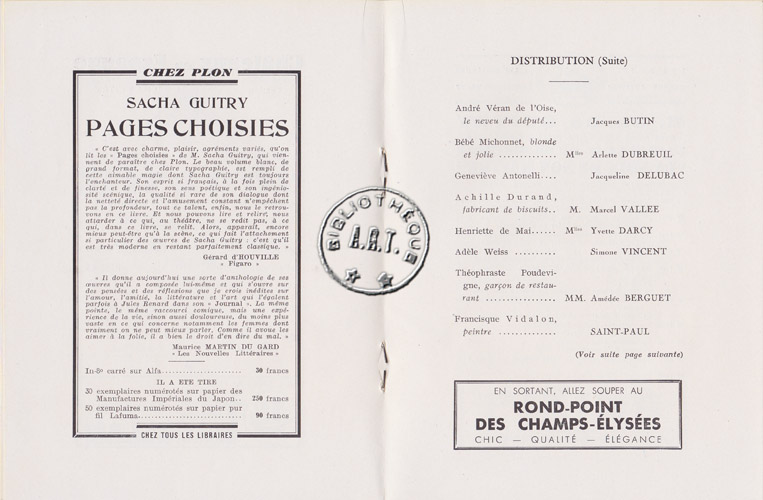 CHEZ PLON
SACHA GUITRY
PAGES CHOISIES
« C'est avec charme, plaisir, agréments variés, qu'on
lit les « Pages choisies » de M. Sacha Guitry, qui vien-
nent de paraître chez Plon. Le beau volume blanc, de
grand format, de claire typographie, est rempli de
cette aimable magie dont Sacha Guitry est toujours
l'enchanteur. Son esprit si français, à la fois plein de
clarté et de finesse, son sens poétique et son ingénio-
sité scénique, la qualité si rare de son dialogue dont
la netteté directe et l'amusement constant n'empêchent
pas la profondeur, tout ce talent, enfin, nous le retrou-
vons en ce livre. Et nous pouvons lire et relire, nous
attarder à ce qui, au théâtre, ne se redit pas, à ce
qui, dans ce livre, se relit. Alors, apparaît, encore
mieux peut-être qu'à la scène, ce qui fait l'attachement
si particulier des œuvres de Sacha Guitry : c'est qu'il
est très moderne en restant parfaitement classique. »
Gérard d'HOUVILLE
« Figaro »
« Il donne aujourd'hui une sorte d'anthologie de ses
œuvres qu'il a composée lui-même et qui s'ouvre sur
des pensées et des réflexions que je crois inédites sur
l'amour, l'amitié, la littérature et l'art qui l'égalent
parfois à Jules Renard dans son « Journal ». La même
pointe, le même raccourci comique, mais une expé-
rience de la vie, sinon aussi douloureuse, du moins plus
vaste en ce qui concerne notamment les femmes dont
vraiment on ne peut mieux parler. Comme il avoue les
aimer à la folie, il a bien le droit d'en dire du mal. »
Maurice MARTIN DU GARD
« Les Nouvelles Littéraires »
In-8º carré sur Alfa...................... 30 francs
IL A ETE TIRE
30 exemplaires numérotés sur papier des
Manufactures Impériales du Japon.. 250 francs
50 exemplaires numérotés sur papier pur
fil Lafuma............................ 90 francs
CHEZ TOUS LES LIBRAIRES
BIBLIOTHÈQUE
A.R.T.
DISTRIBUTION (Suite)
André Véran de l'Oise,
le neveu du député... Jacques BUTIN
Bébé Michonnet, blonde
et jolie .............. Mlles Arlette DUBREUIL
Geneviève Antonelli.... Jacqueline DELUBAC
Achille Durand,
fabricant de biscuits.. M. Marcel VALLEE
Henriette de Mai...... Mlles Yvette DARCY
Adèle Weiss .......... Simone VINCENT
Théophraste Poudevi-
gne, garçon de restau-
rant ................. MM. Amédée BERGUET
Francisque Vidalon,
peintre .............. SAINT-PAUL
(Voir suite page suivante)
EN SORTANT, ALLEZ SOUPER AU
ROND-POINT
DES CHAMPS-ÉLYSÉES
CHIC — QUALITÉ — ÉLÉGANCE